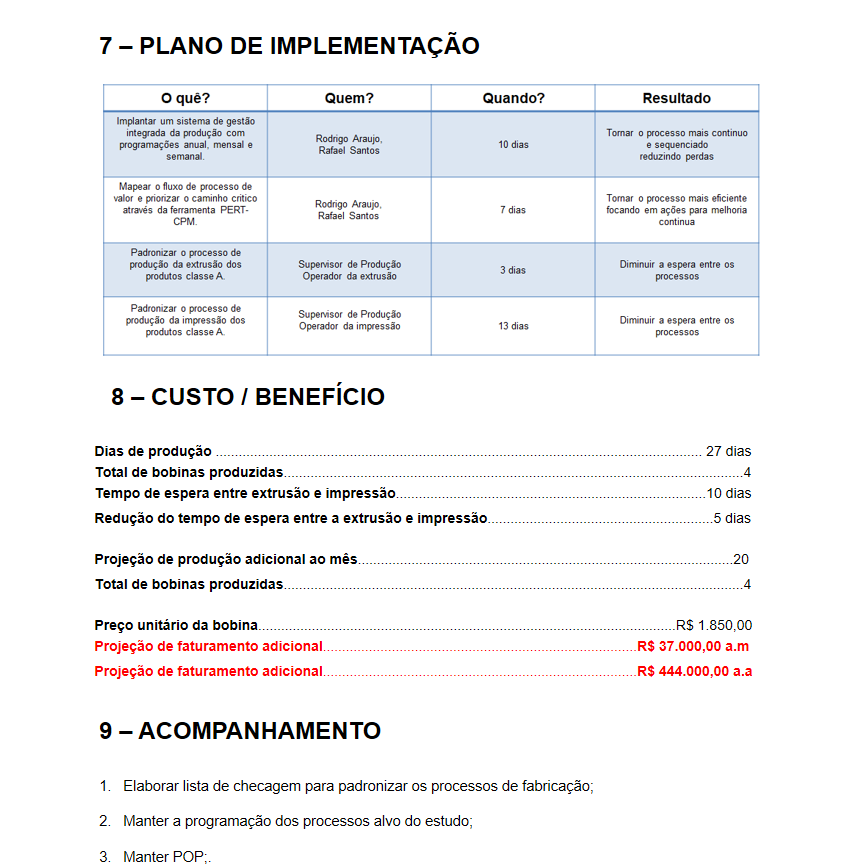 7 – PLANO DE IMPLEMENTAÇÃO
O quê? Quem? Quando? Resultado
Implantar um sistema de gestão
integrada da produção com
programações anual, mensal e
semanal.
Rodrigo Araujo,
Rafael Santos
10 dias
Tornar o processo mais continuo
e sequenciado
reduzindo perdas
Mapear o fluxo de processo de
valor e priorizar o caminho critico
através da ferramenta PERT-
CPM.
Rodrigo Araujo,
Rafael Santos
7 dias
Tornar o processo mais eficiente
focando em ações para melhoria
continua
Padronizar o processo de
produção da extrusão dos
produtos classe A.
Supervisor de Produção
Operador da extrusão
3 dias
Diminuir a espera entre os
processos
Padronizar o processo de
produção da impressão dos
produtos classe A.
Supervisor de Produção
Operador da impressão
13 dias
Diminuir a espera entre os
processos
8 – CUSTO / BENEFÍCIO
Dias de produção ........................................................ 27 dias
Total de bobinas produzidas........................................................4
Tempo de espera entre extrusão e impressão........................................................10 dias
Redução do tempo de espera entre a extrusão e impressão........................................................5 dias
Projeção de produção adicional ao mês........................................................20
Total de bobinas produzidas........................................................4
Preço unitário da bobina........................................................R$ 1.850,00
Projeção de faturamento adicional........................................................R$ 37.000,00 a.m
Projeção de faturamento adicional........................................................R$ 444.000,00 a.a
9 – ACOMPANHAMENTO
1. Elaborar lista de checagem para padronizar os processos de fabricação;
2. Manter a programação dos processos alvo do estudo;
3. Manter POP;.